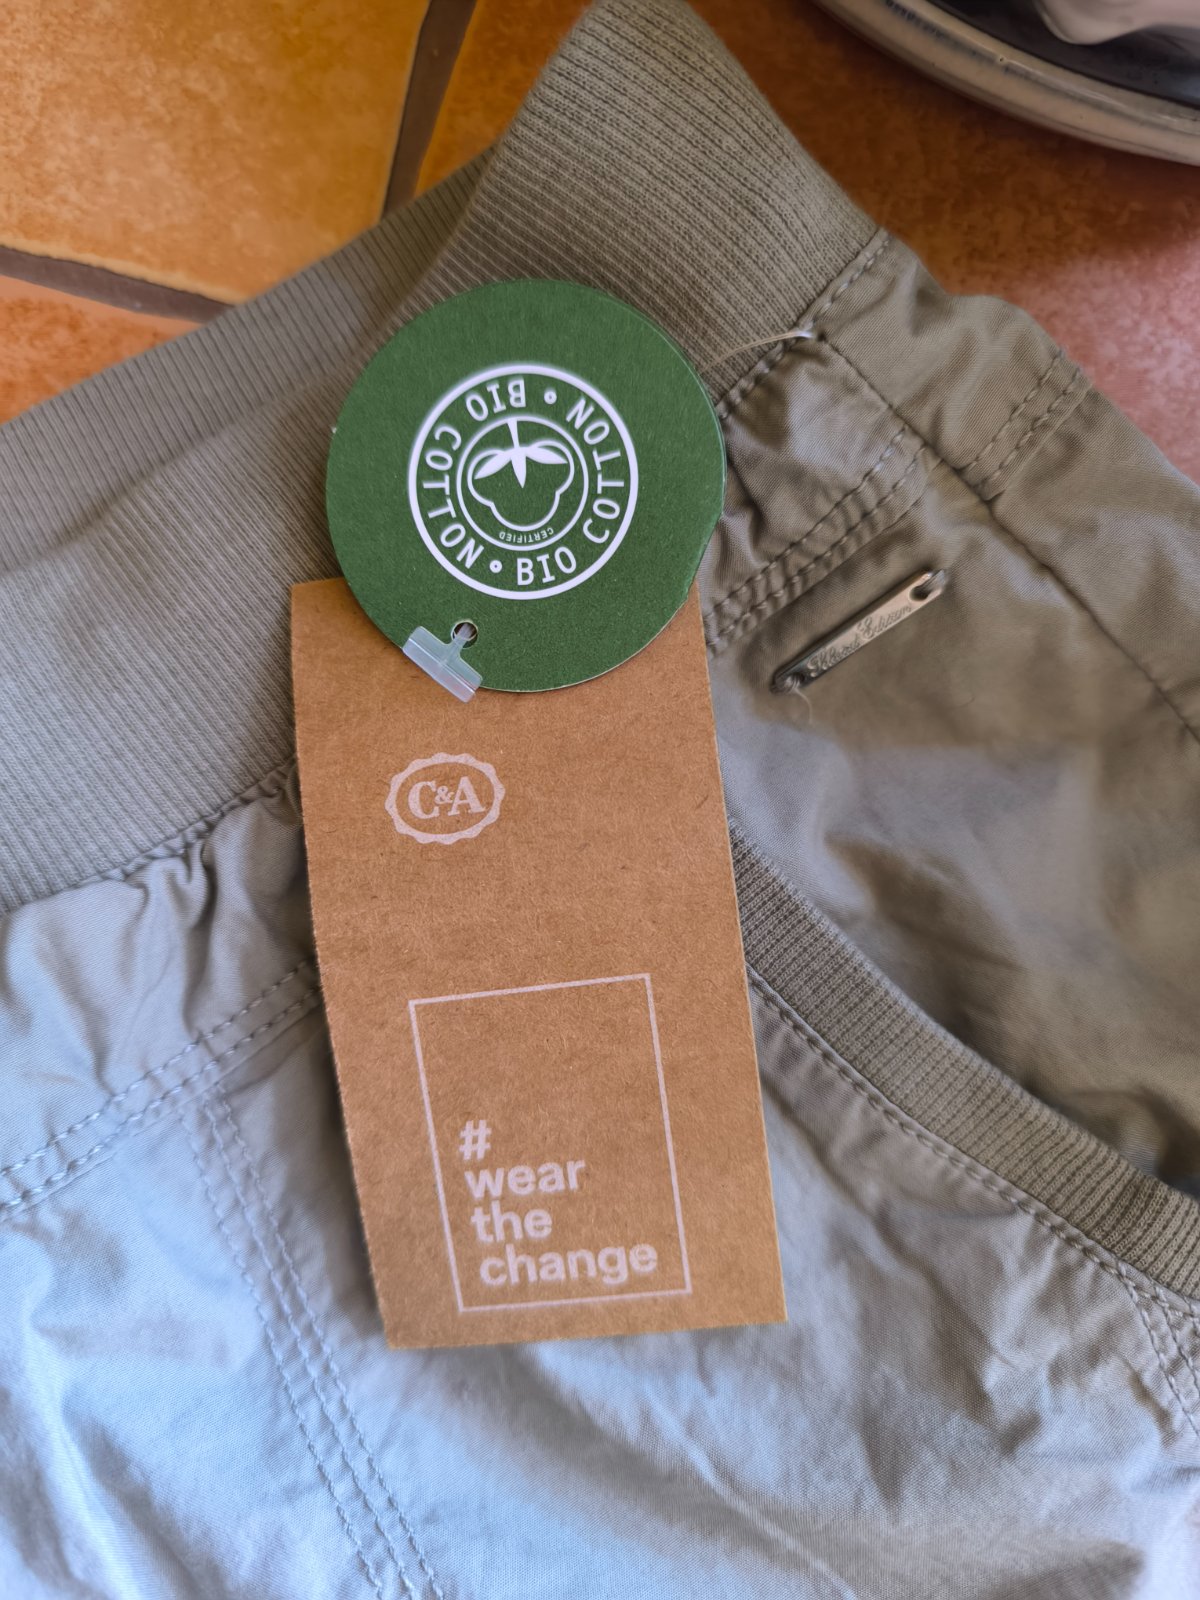 BIO COTTON • BIO COTTON •
CERTIFIED
C&A
#
wear
the
change